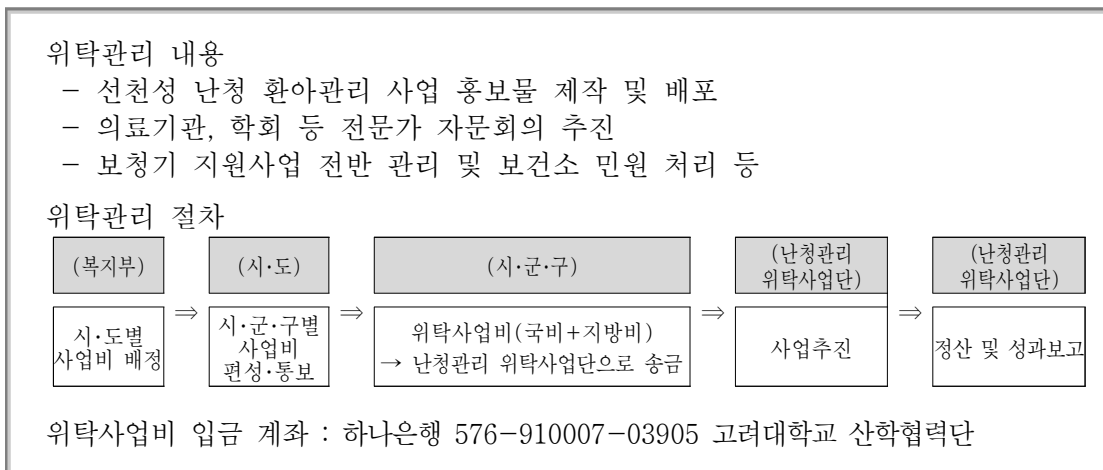 위탁관리 내용
- 선천성 난청 환아관리 사업 홍보물 제작 및 배포
- 의료기관, 학회 등 전문가 자문회의 추진
- 보청기 지원사업 전반 관리 및 보건소 민원 처리 등
위탁관리 절차
(복지부)
시·도별
사업비 배정
⇒
(시·도)
시·군·구별
사업비
편성·통보
⇒
(시·군·구)
위탁사업비(국비+지방비)
→ 난청관리 위탁사업단으로 송금
⇒
(난청관리
위탁사업단)
사업추진
⇒
(난청관리
위탁사업단)
정산 및 성과보고
위탁사업비 입금 계좌 : 하나은행 576-910007-03905 고려대학교 산학협력단